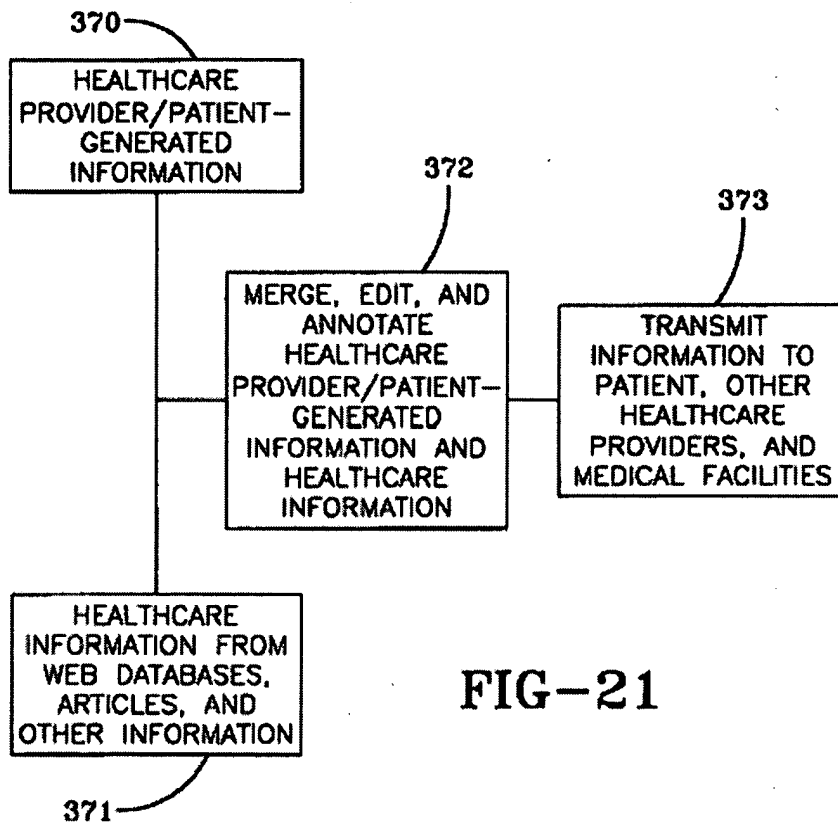 370
HEALTHCARE
PROVIDER/PATIENT-
GENERATED
INFORMATION
372
MERGE, EDIT, AND
ANNOTATE
HEALTHCARE
PROVIDER/PATIENT-
GENERATED
INFORMATION AND
HEALTHCARE
INFORMATION
373
TRANSMIT
INFORMATION TO
PATIENT, OTHER
HEALTHCARE
PROVIDERS, AND
MEDICAL FACILITIES
HEALTHCARE
INFORMATION FROM
WEB DATABASES,
ARTICLES, AND
OTHER INFORMATION
371
FIG-21